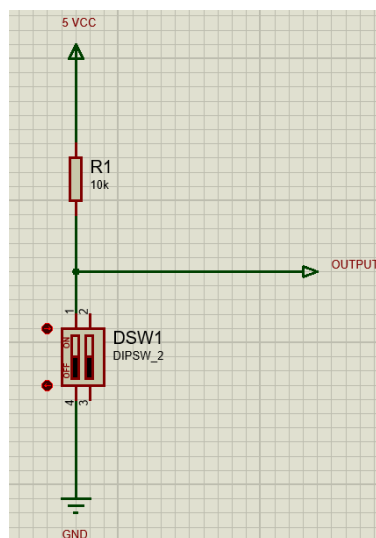 5 VCC
R1
10k
OUTPUT
1
2
DSW1
DIPSW_2
ON
OFF
4
3
GND